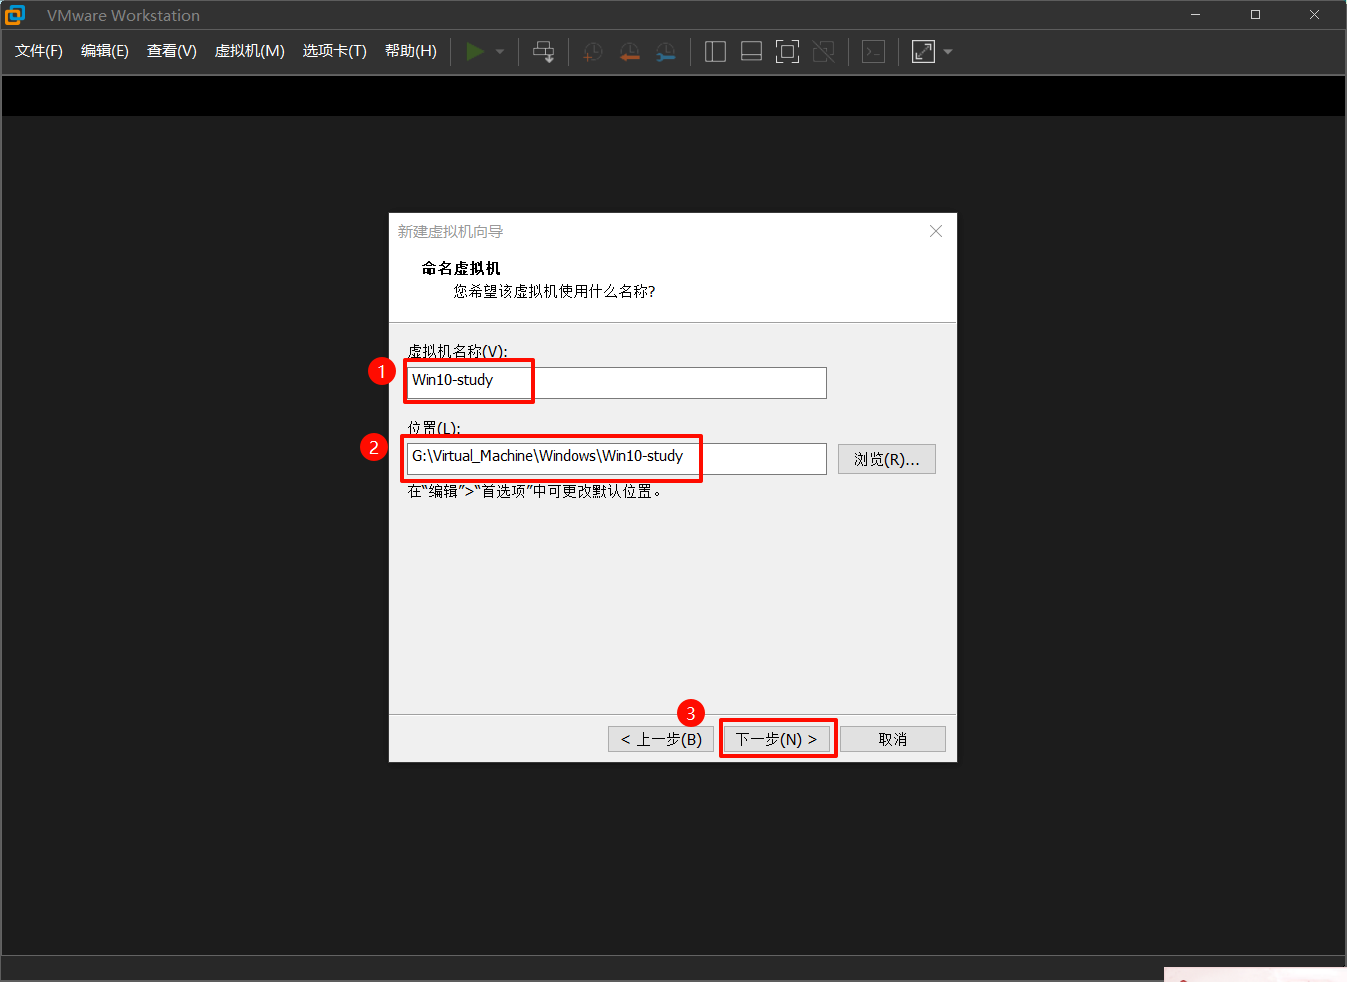 VMware Workstation
文件(F) 编辑(E) 查看(V) 虚拟机(M) 选项卡(T) 帮助(H)
新建虚拟机向导
命名虚拟机
您希望该虚拟机使用什么名称?
虚拟机名称(V):
1
Win10-study
位置(L):
2
G:\Virtual_Machine\Windows\Win10-study
浏览(R)...
在“编辑”>“首选项”中可更改默认位置。
3
< 上一步(B) 下一步(N) > 取消